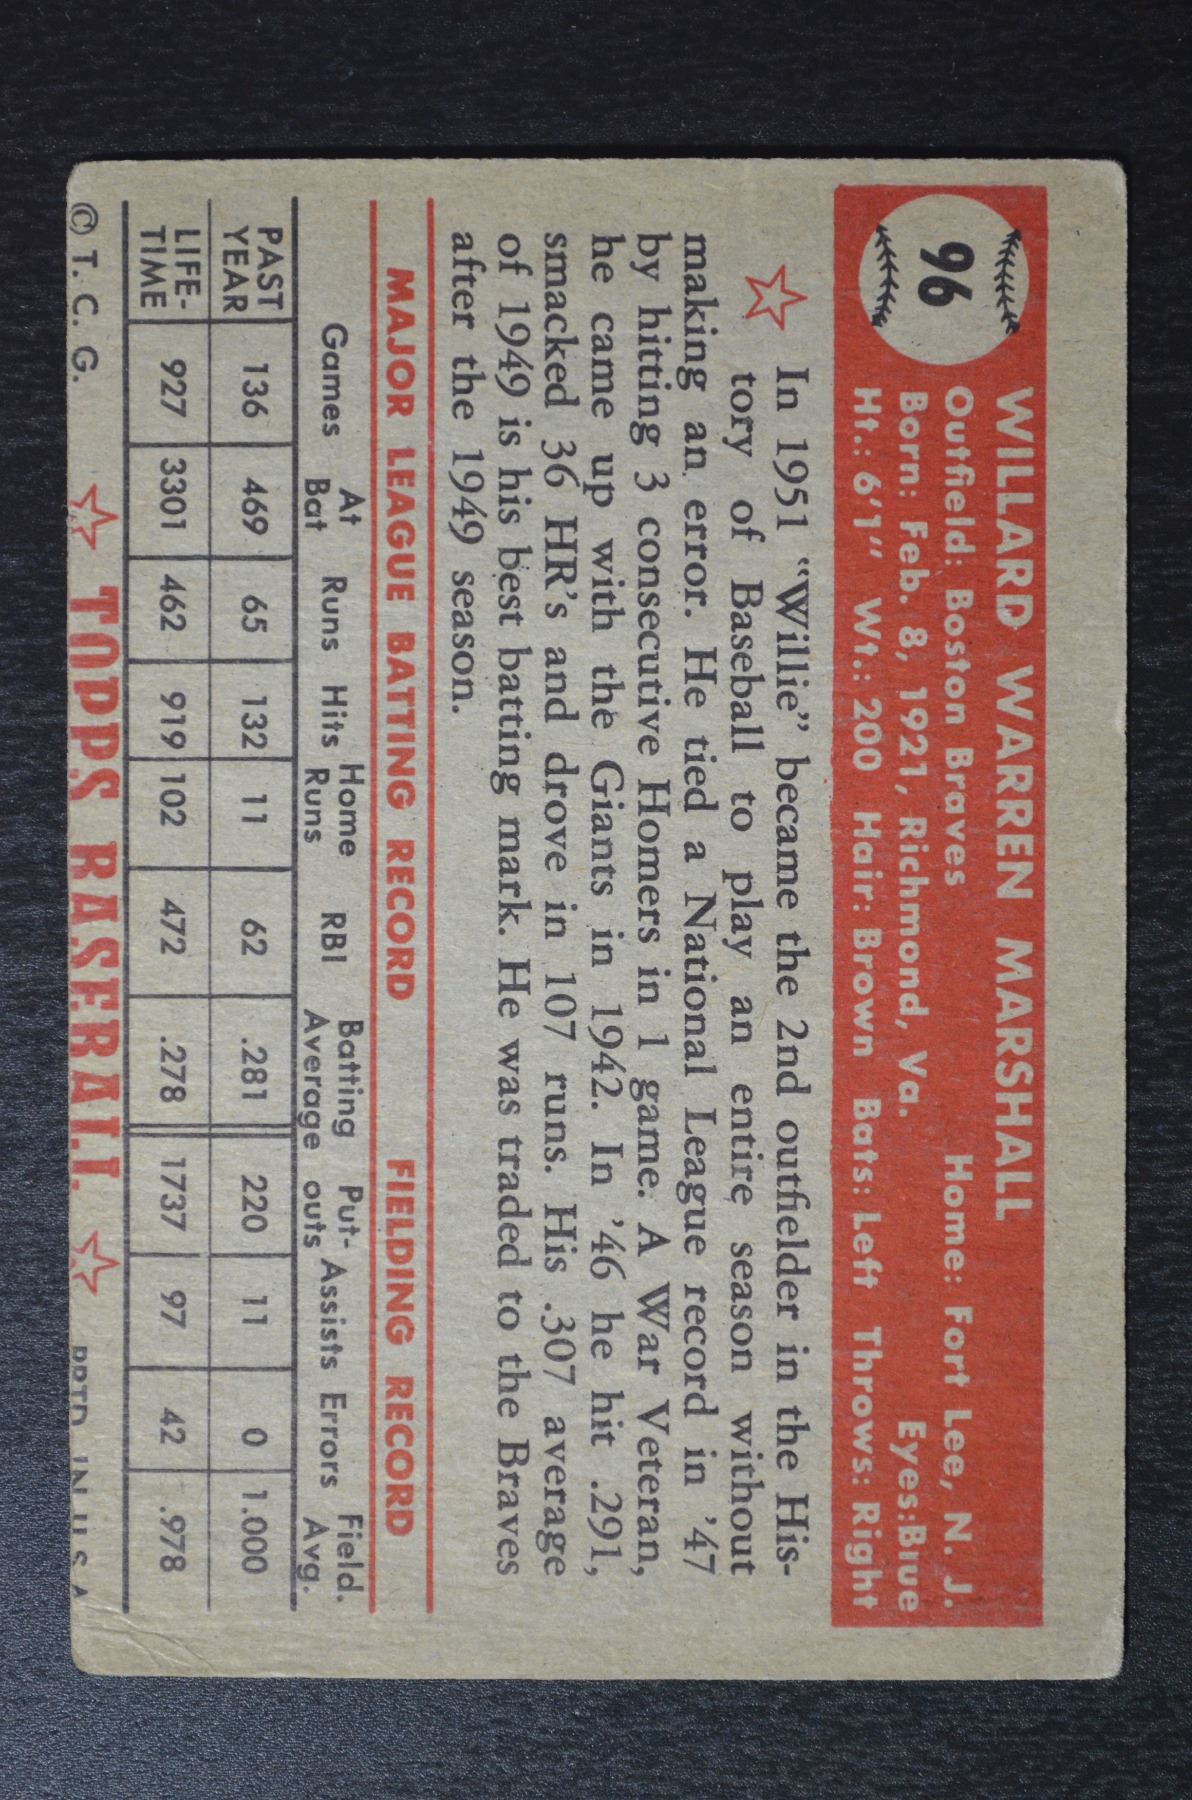 96
WILLARD WARREN MARSHALL
Outfield: Boston Braves Home: Fort Lee, N. J.
Born: Feb. 8, 1921, Richmond, Va. Eyes: Blue
Ht.: 6'1" Wt.: 200 Hair: Brown Bats: Left Throws: Right
In 1951 “Willie” became the 2nd outfielder in the His-
tory of Baseball to play an entire season without
making an error. He tied a National League record in ’47
by hitting 3 consecutive Homers in 1 game. A War Veteran,
he came up with the Giants in 1942. In ’46 he hit .291,
smacked 36 HR’s and drove in 107 runs. His .307 average
of 1949 is his best batting mark. He was traded to the Braves
after the 1949 season.
MAJOR LEAGUE BATTING RECORD FIELDING RECORD
Games At Bat Runs Hits Home Runs RBI Batting Average Put-outs Assists Errors Field. Avg.
PAST YEAR 136 469 65 132 11 62 .281 220 11 0 1.000
LIFE-TIME 927 3301 462 919 102 472 .278 1737 97 42 .978
© T. C. G. TOPPS BASEBALL PRTD. IN U. S. A.